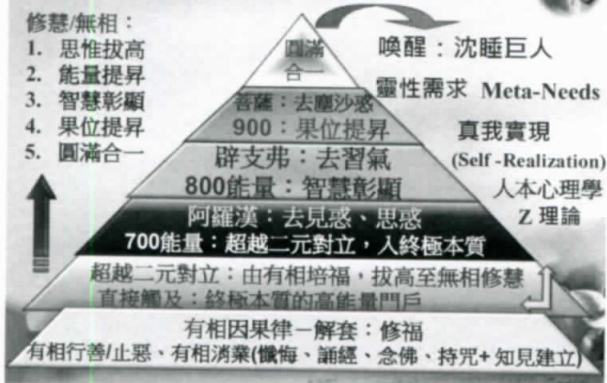 修慧/無相：
1. 思惟拔高
2. 能量提昇
3. 智慧彰顯
4. 果位提昇
5. 圓滿合一
圓滿
合一
菩薩：去塵沙惑
900：果位提昇
辟支弗：去習氣
800能量：智慧彰顯
阿羅漢：去見惑、思惑
700能量：超越二元對立，入終極本質
超越二元對立：由有相培福，拔高至無相修慧
直接觸及：終極本質的高能量門戶
有相因果律－解套：修福
有相行善/止惡、有相消業(懺悔、誦經、念佛、持咒+知見建立)
喚醒：沈睡巨人
靈性需求 Meta-Needs
真我實現
(Self -Realization)
人本心理學
Z 理論